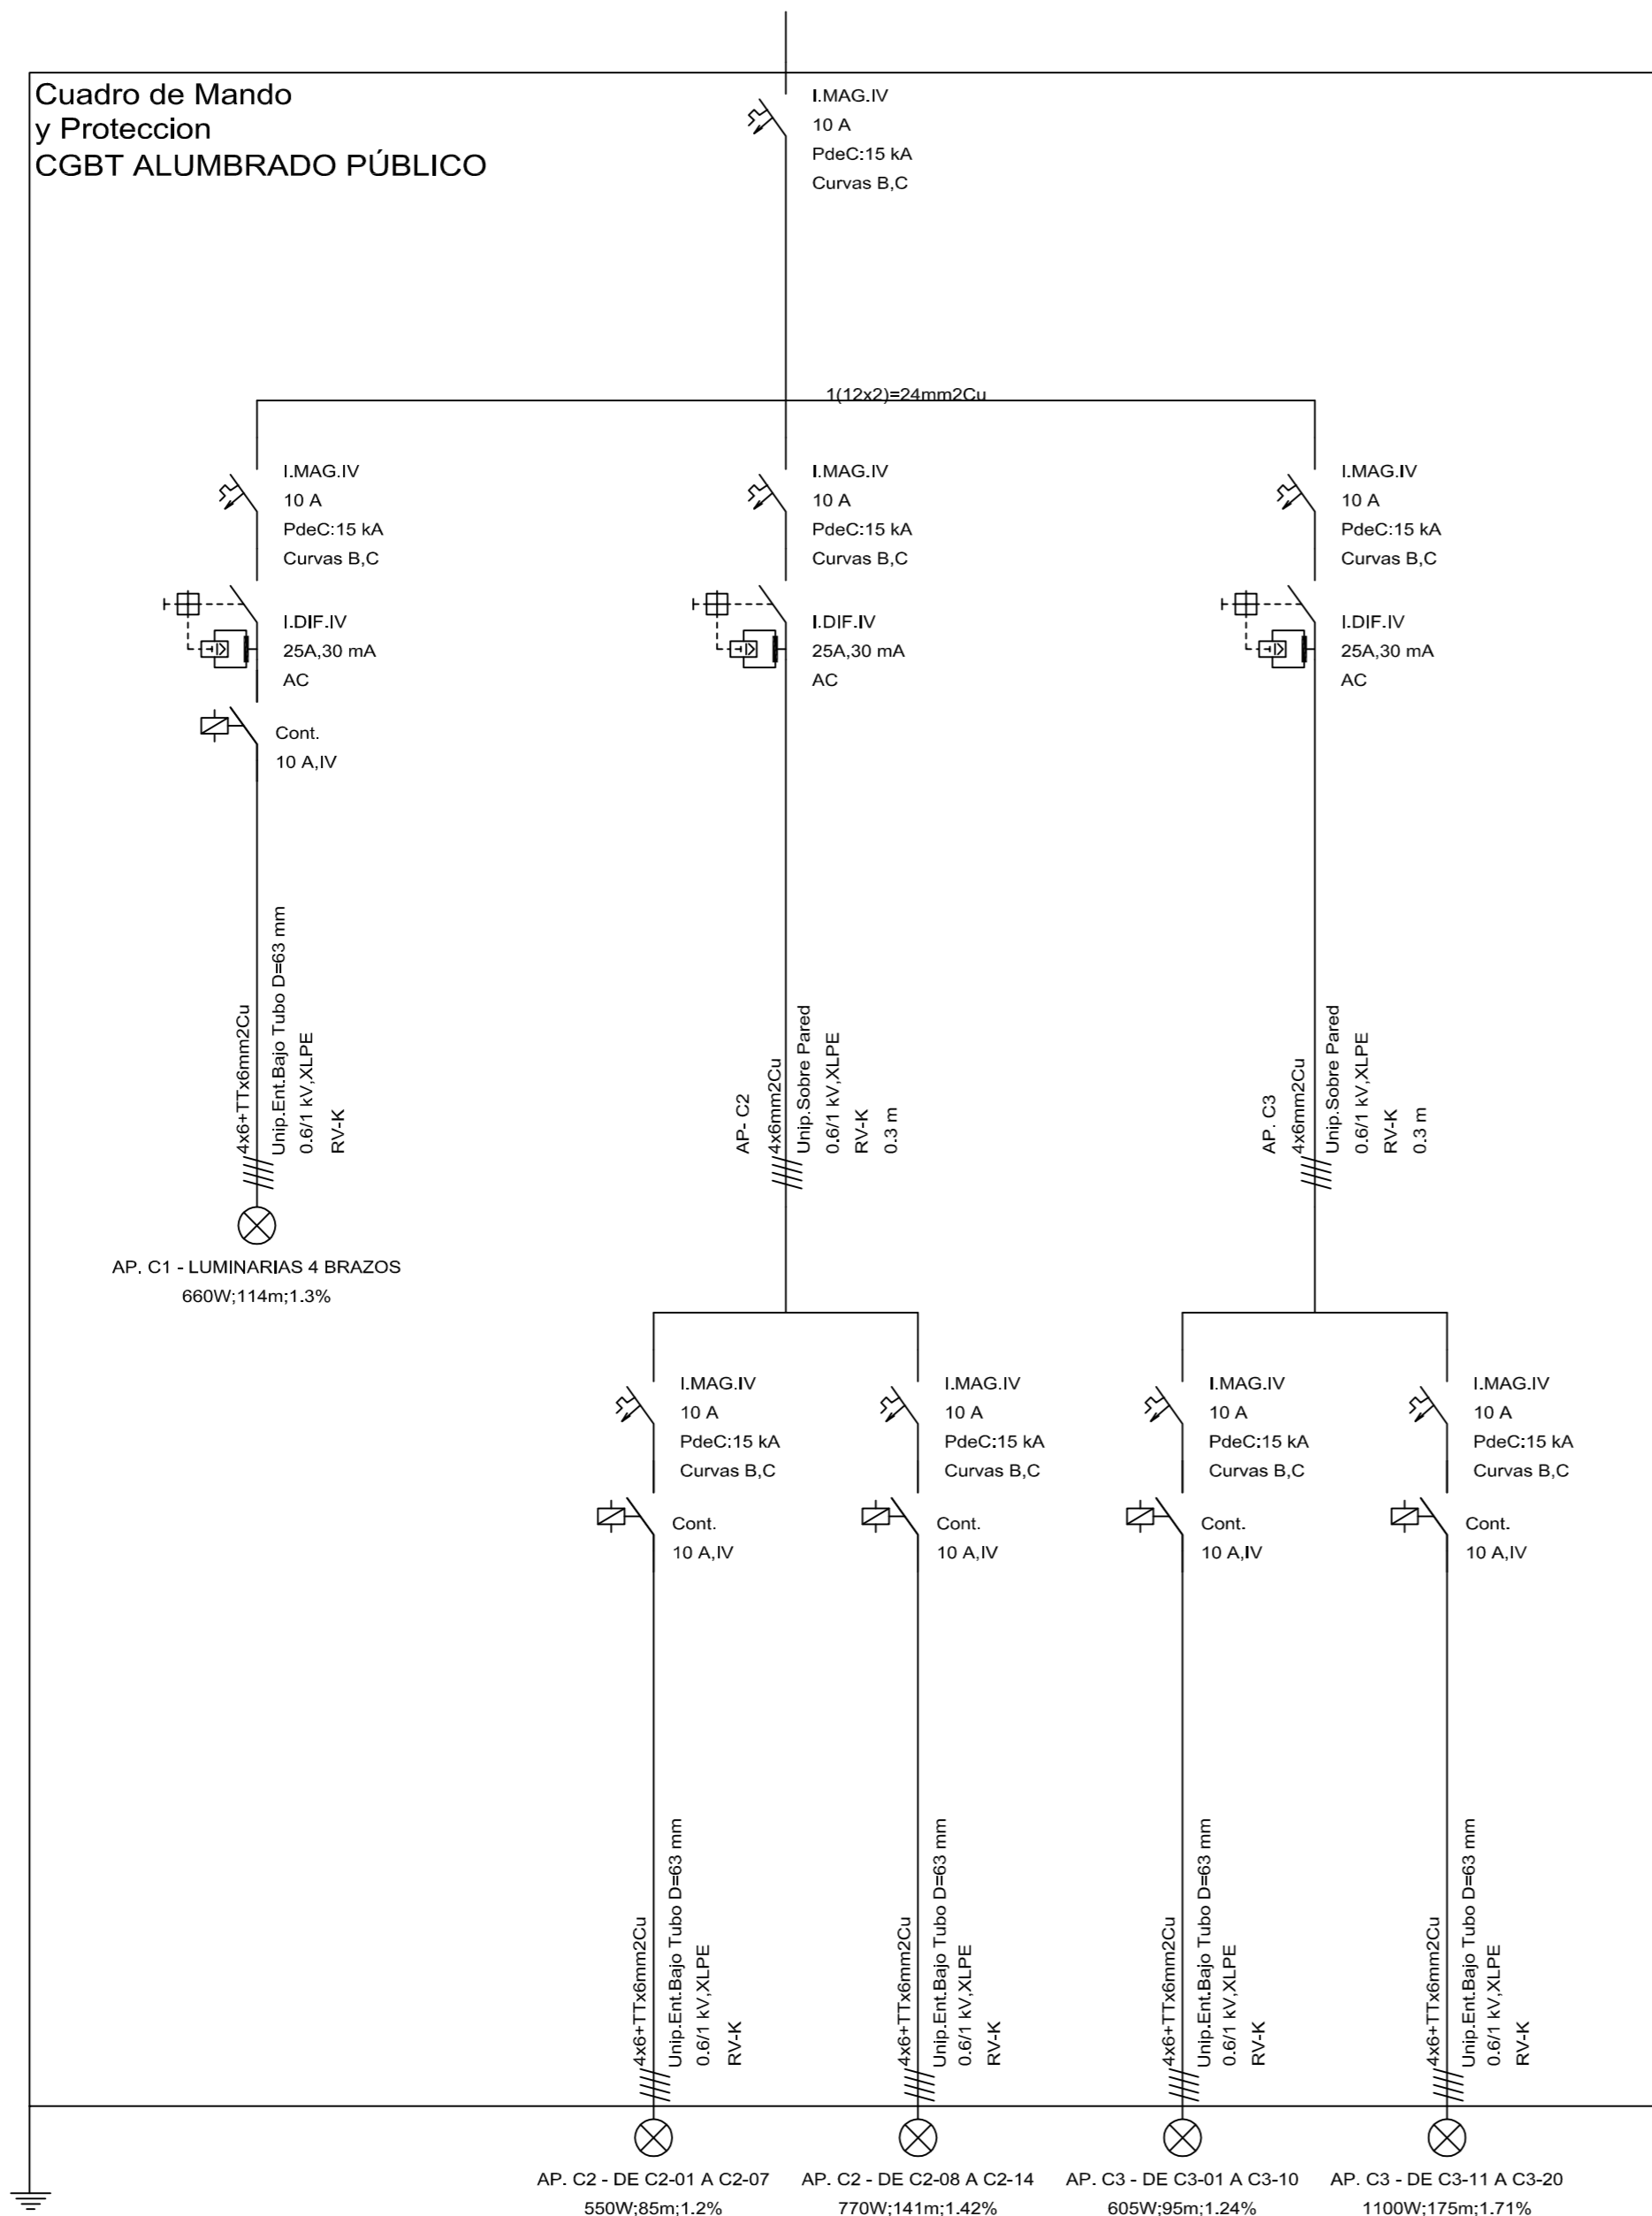 Cuadro de Mando
y Proteccion
CGBT ALUMBRADO PÚBLICO
I.MAG.IV
10 A
PdeC:15 kA
Curvas B,C
1(12x2)=24mm2Cu
I.MAG.IV
10 A
PdeC:15 kA
Curvas B,C
I.DIF.IV
25A,30 mA
AC
Cont.
10 A,IV
4x6+TTx6mm2Cu
Unip.Ent.Bajo Tubo D=63 mm
0.6/1 kV,XLPE
RV-K
AP. C1 - LUMINARIAS 4 BRAZOS
660W;114m;1.3%
I.MAG.IV
10 A
PdeC:15 kA
Curvas B,C
I.DIF.IV
25A,30 mA
AC
AP- C2
4x6mm2Cu
Unip.Sobre Pared
0.6/1 kV,XLPE
RV-K
0.3 m
I.MAG.IV
10 A
PdeC:15 kA
Curvas B,C
I.DIF.IV
25A,30 mA
AC
AP. C3
4x6mm2Cu
Unip.Sobre Pared
0.6/1 kV,XLPE
RV-K
0.3 m
I.MAG.IV
10 A
PdeC:15 kA
Curvas B,C
Cont.
10 A,IV
4x6+TTx6mm2Cu
Unip.Ent.Bajo Tubo D=63 mm
0.6/1 kV,XLPE
RV-K
AP. C2 - DE C2-01 A C2-07
550W;85m;1.2%
I.MAG.IV
10 A
PdeC:15 kA
Curvas B,C
Cont.
10 A,IV
4x6+TTx6mm2Cu
Unip.Ent.Bajo Tubo D=63 mm
0.6/1 kV,XLPE
RV-K
AP. C2 - DE C2-08 A C2-14
770W;141m;1.42%
I.MAG.IV
10 A
PdeC:15 kA
Curvas B,C
Cont.
10 A,IV
4x6+TTx6mm2Cu
Unip.Ent.Bajo Tubo D=63 mm
0.6/1 kV,XLPE
RV-K
AP. C3 - DE C3-01 A C3-10
605W;95m;1.24%
I.MAG.IV
10 A
PdeC:15 kA
Curvas B,C
Cont.
10 A,IV
4x6+TTx6mm2Cu
Unip.Ent.Bajo Tubo D=63 mm
0.6/1 kV,XLPE
RV-K
AP. C3 - DE C3-11 A C3-20
1100W;175m;1.71%